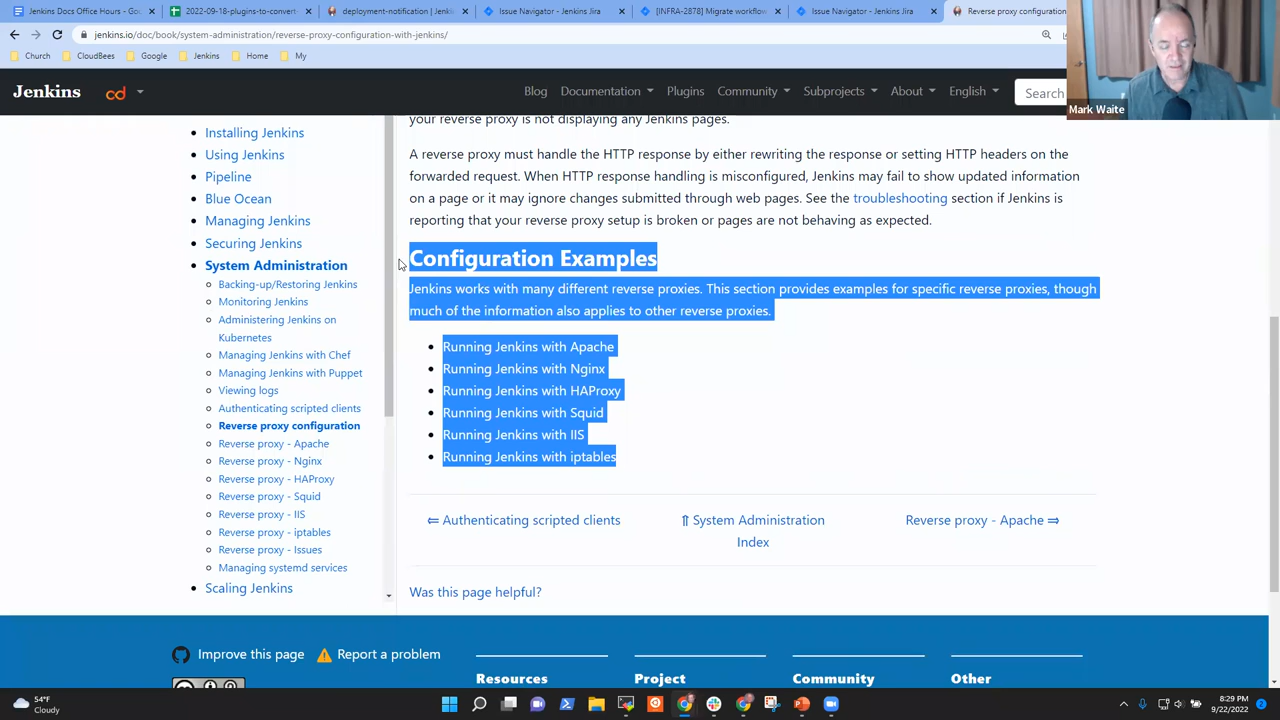 Jenkins Docs Office Hours - Goo
2022-09-18-plugins-to-convert-
deployment-notification | Jenki
Issue Navigator - Jenkins Jira
[INFRA-2878] Migrate workflow
Issue Navigator - Jenkins Jira
Reverse proxy configuration
jenkins.io/doc/book/system-administration/reverse-proxy-configuration-with-jenkins/
Church CloudBees Google Jenkins Home My
Jenkins cd Blog Documentation Plugins Community Subprojects About English Search
Mark Waite
Installing Jenkins
Using Jenkins
Pipeline
Blue Ocean
Managing Jenkins
Securing Jenkins
System Administration
Backing-up/Restoring Jenkins
Monitoring Jenkins
Administering Jenkins on
Kubernetes
Managing Jenkins with Chef
Managing Jenkins with Puppet
Viewing logs
Authenticating scripted clients
Reverse proxy configuration
Reverse proxy - Apache
Reverse proxy - Nginx
Reverse proxy - HAProxy
Reverse proxy - Squid
Reverse proxy - IIS
Reverse proxy - iptables
Reverse proxy - Issues
Managing systemd services
Scaling Jenkins
your reverse proxy is not displaying any Jenkins pages.
A reverse proxy must handle the HTTP response by either rewriting the response or setting HTTP headers on the
forwarded request. When HTTP response handling is misconfigured, Jenkins may fail to show updated information
on a page or it may ignore changes submitted through web pages. See the troubleshooting section if Jenkins is
reporting that your reverse proxy setup is broken or pages are not behaving as expected.
Configuration Examples
Jenkins works with many different reverse proxies. This section provides examples for specific reverse proxies, though
much of the information also applies to other reverse proxies.
Running Jenkins with Apache
Running Jenkins with Nginx
Running Jenkins with HAProxy
Running Jenkins with Squid
Running Jenkins with IIS
Running Jenkins with iptables
⇐ Authenticating scripted clients
⇑ System Administration
Index
Reverse proxy - Apache ⇒
Was this page helpful?
Improve this page Report a problem
Resources Project Community Other
54°F
Cloudy
8:29 PM
9/22/2022